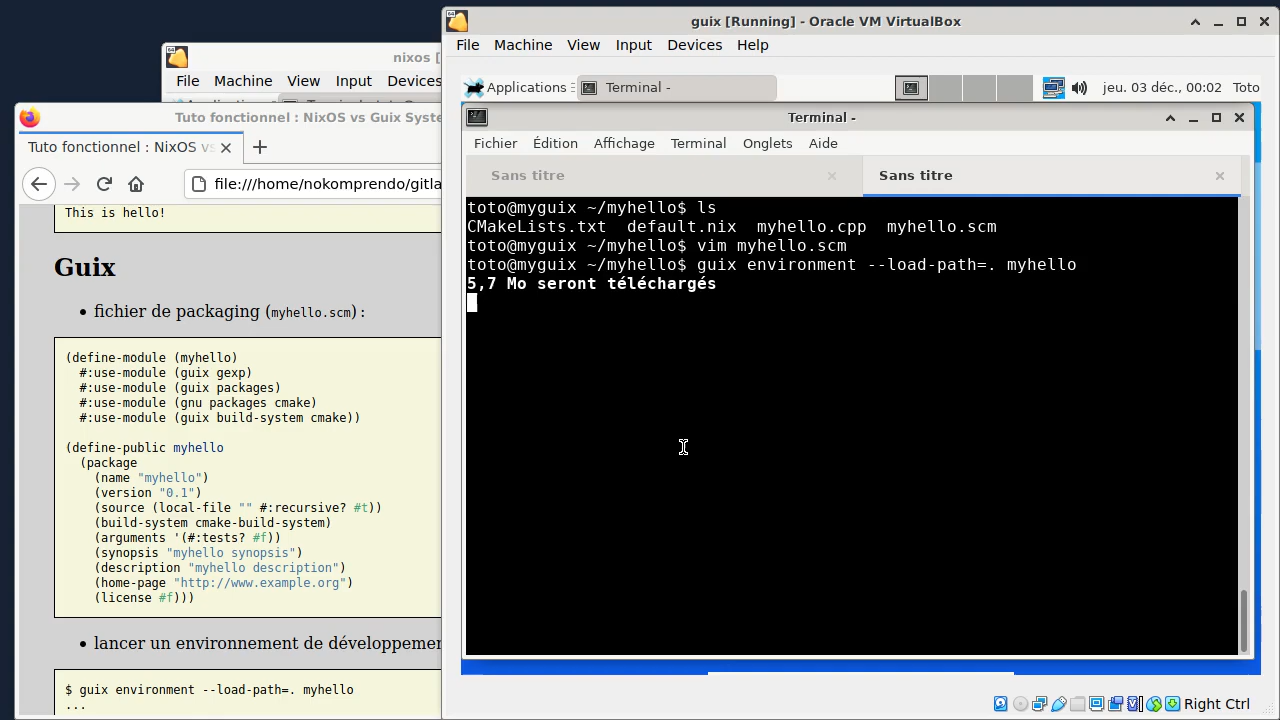 guix [Running] - Oracle VM VirtualBox
File Machine View Input Devices Help
nixos [
File Machine View Input Devices
Applications
Terminal -
jeu. 03 déc., 00:02 Toto
Terminal -
Fichier Édition Affichage Terminal Onglets Aide
Sans titre
Sans titre
toto@myguix ~/myhello$ ls
CMakeLists.txt default.nix myhello.cpp myhello.scm
toto@myguix ~/myhello$ vim myhello.scm
toto@myguix ~/myhello$ guix environment --load-path=. myhello
5,7 Mo seront téléchargés
Right Ctrl
Tuto fonctionnel : NixOS vs Guix Syste
Tuto fonctionnel : NixOS vs
file:///home/nokomprendo/gitla
This is hello!
Guix
• fichier de packaging (myhello.scm) :
(define-module (myhello)
#:use-module (guix gexp)
#:use-module (guix packages)
#:use-module (gnu packages cmake)
#:use-module (guix build-system cmake))
(define-public myhello
(package
(name "myhello")
(version "0.1")
(source (local-file "" #:recursive? #t))
(build-system cmake-build-system)
(arguments '(#:tests? #f))
(synopsis "myhello synopsis")
(description "myhello description")
(home-page "http://www.example.org")
(license #f)))
• lancer un environnement de développemen
$ guix environment --load-path=. myhello
...